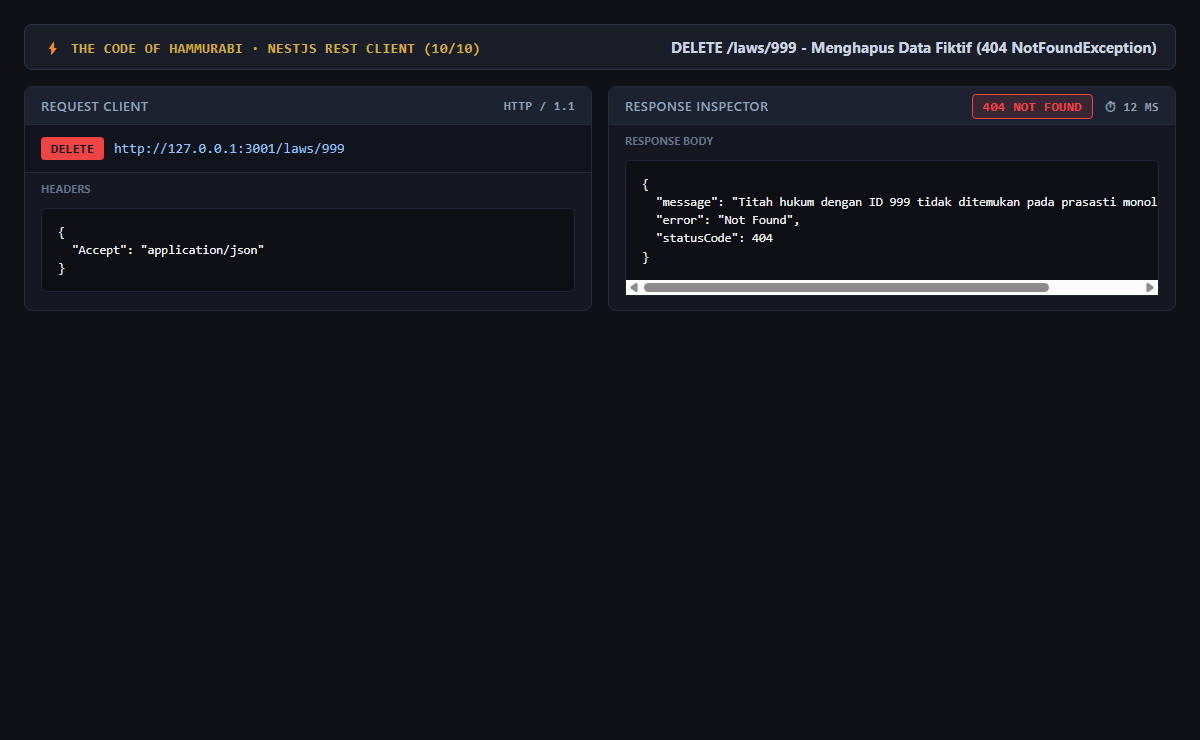 ⚡ THE CODE OF HAMMURABI · NESTJS REST CLIENT (10/10)
DELETE /laws/999 - Menghapus Data Fiktif (404 NotFoundException)
REQUEST CLIENT
HTTP / 1.1
DELETE http://127.0.0.1:3001/laws/999
HEADERS
{
  "Accept": "application/json"
}
RESPONSE INSPECTOR
404 NOT FOUND
⏱ 12 MS
RESPONSE BODY
{
  "message": "Titah hukum dengan ID 999 tidak ditemukan pada prasasti monol
  "error": "Not Found",
  "statusCode": 404
}